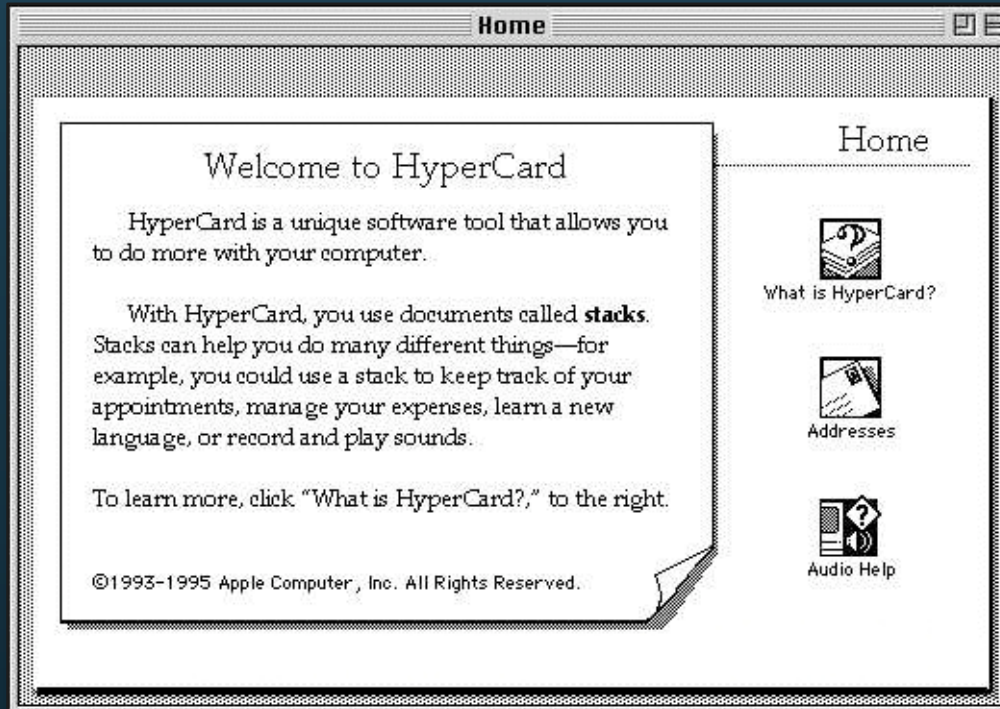 Home
Welcome to HyperCard
HyperCard is a unique software tool that allows you
to do more with your computer.
With HyperCard, you use documents called stacks.
Stacks can help you do many different things—for
example, you could use a stack to keep track of your
appointments, manage your expenses, learn a new
language, or record and play sounds.
To learn more, click “What is HyperCard?,” to the right.
©1993-1995 Apple Computer, Inc. All Rights Reserved.
Home
What is HyperCard?
Addresses
Audio Help